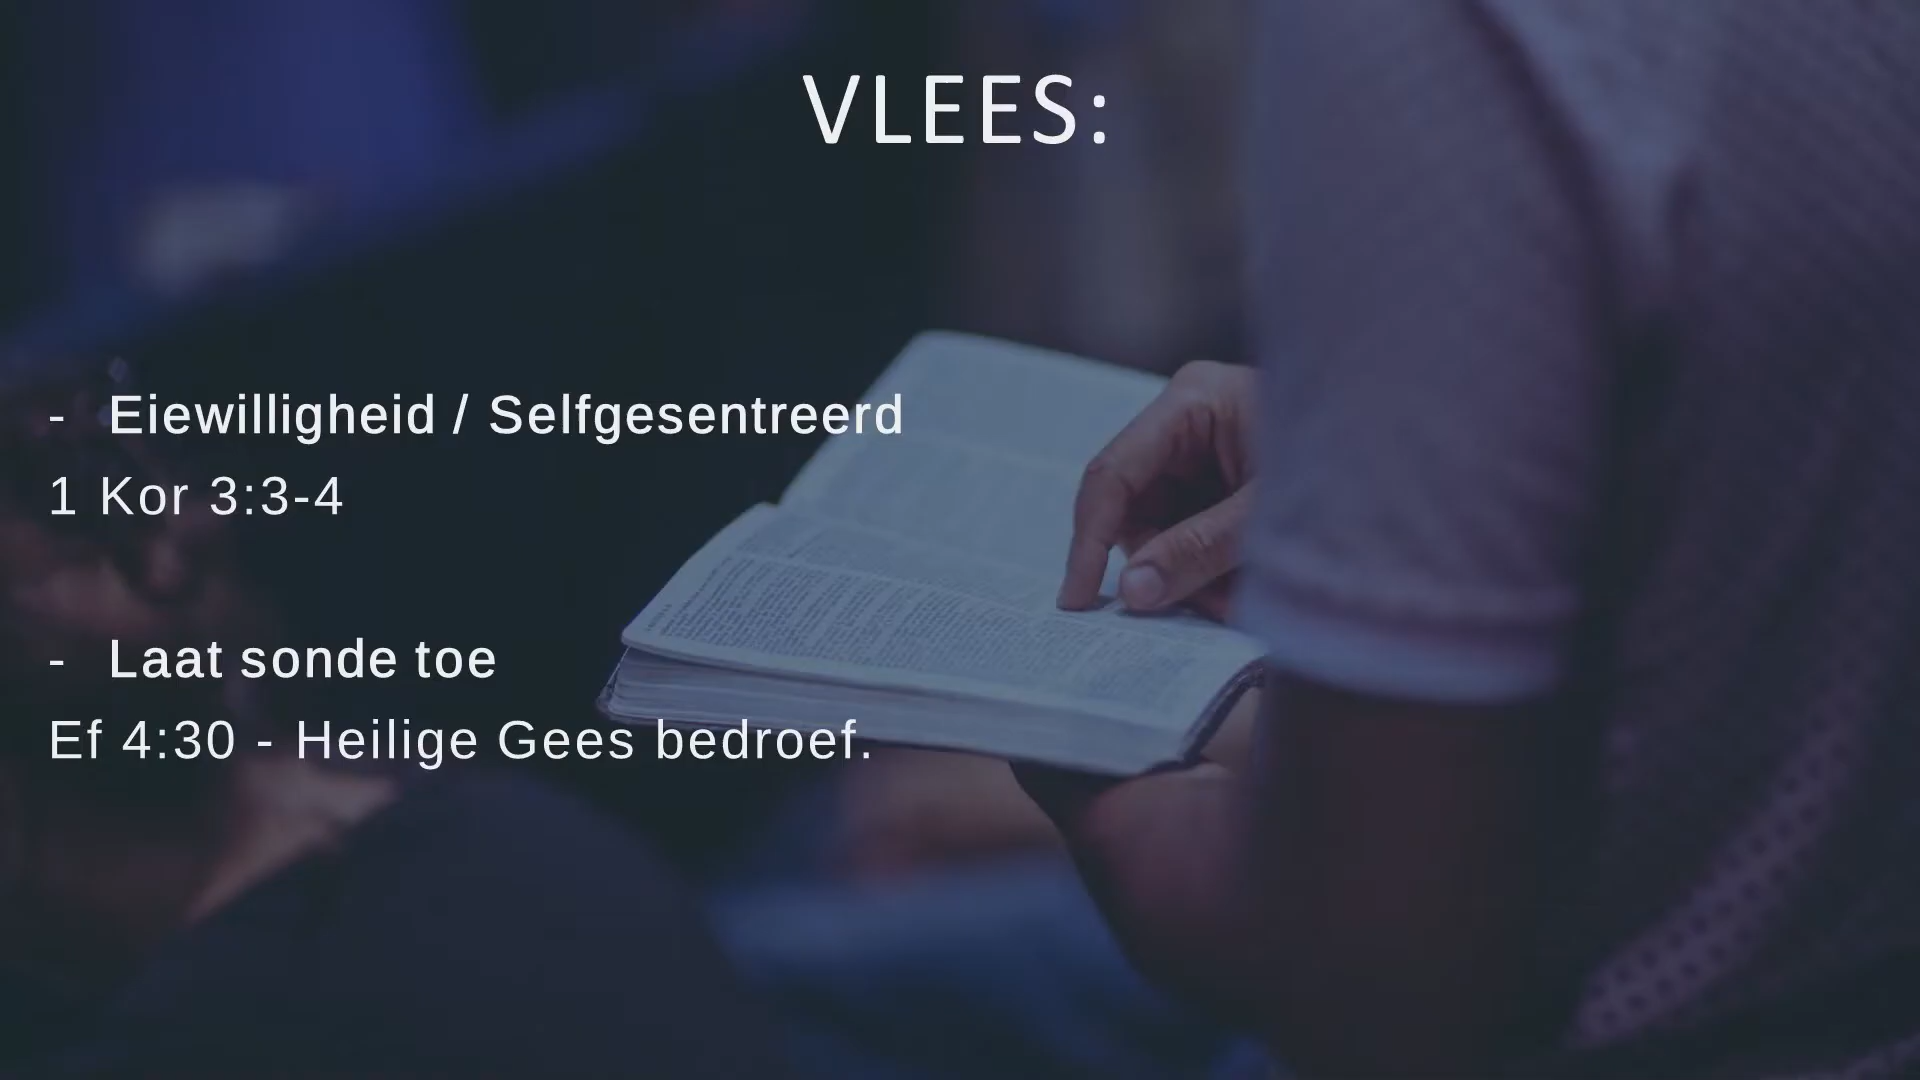 VLEES:
- Eiewilligheid / Selfgesentreerd
1 Kor 3:3-4
- Laat sonde toe
Ef 4:30 - Heilige Gees bedroef.